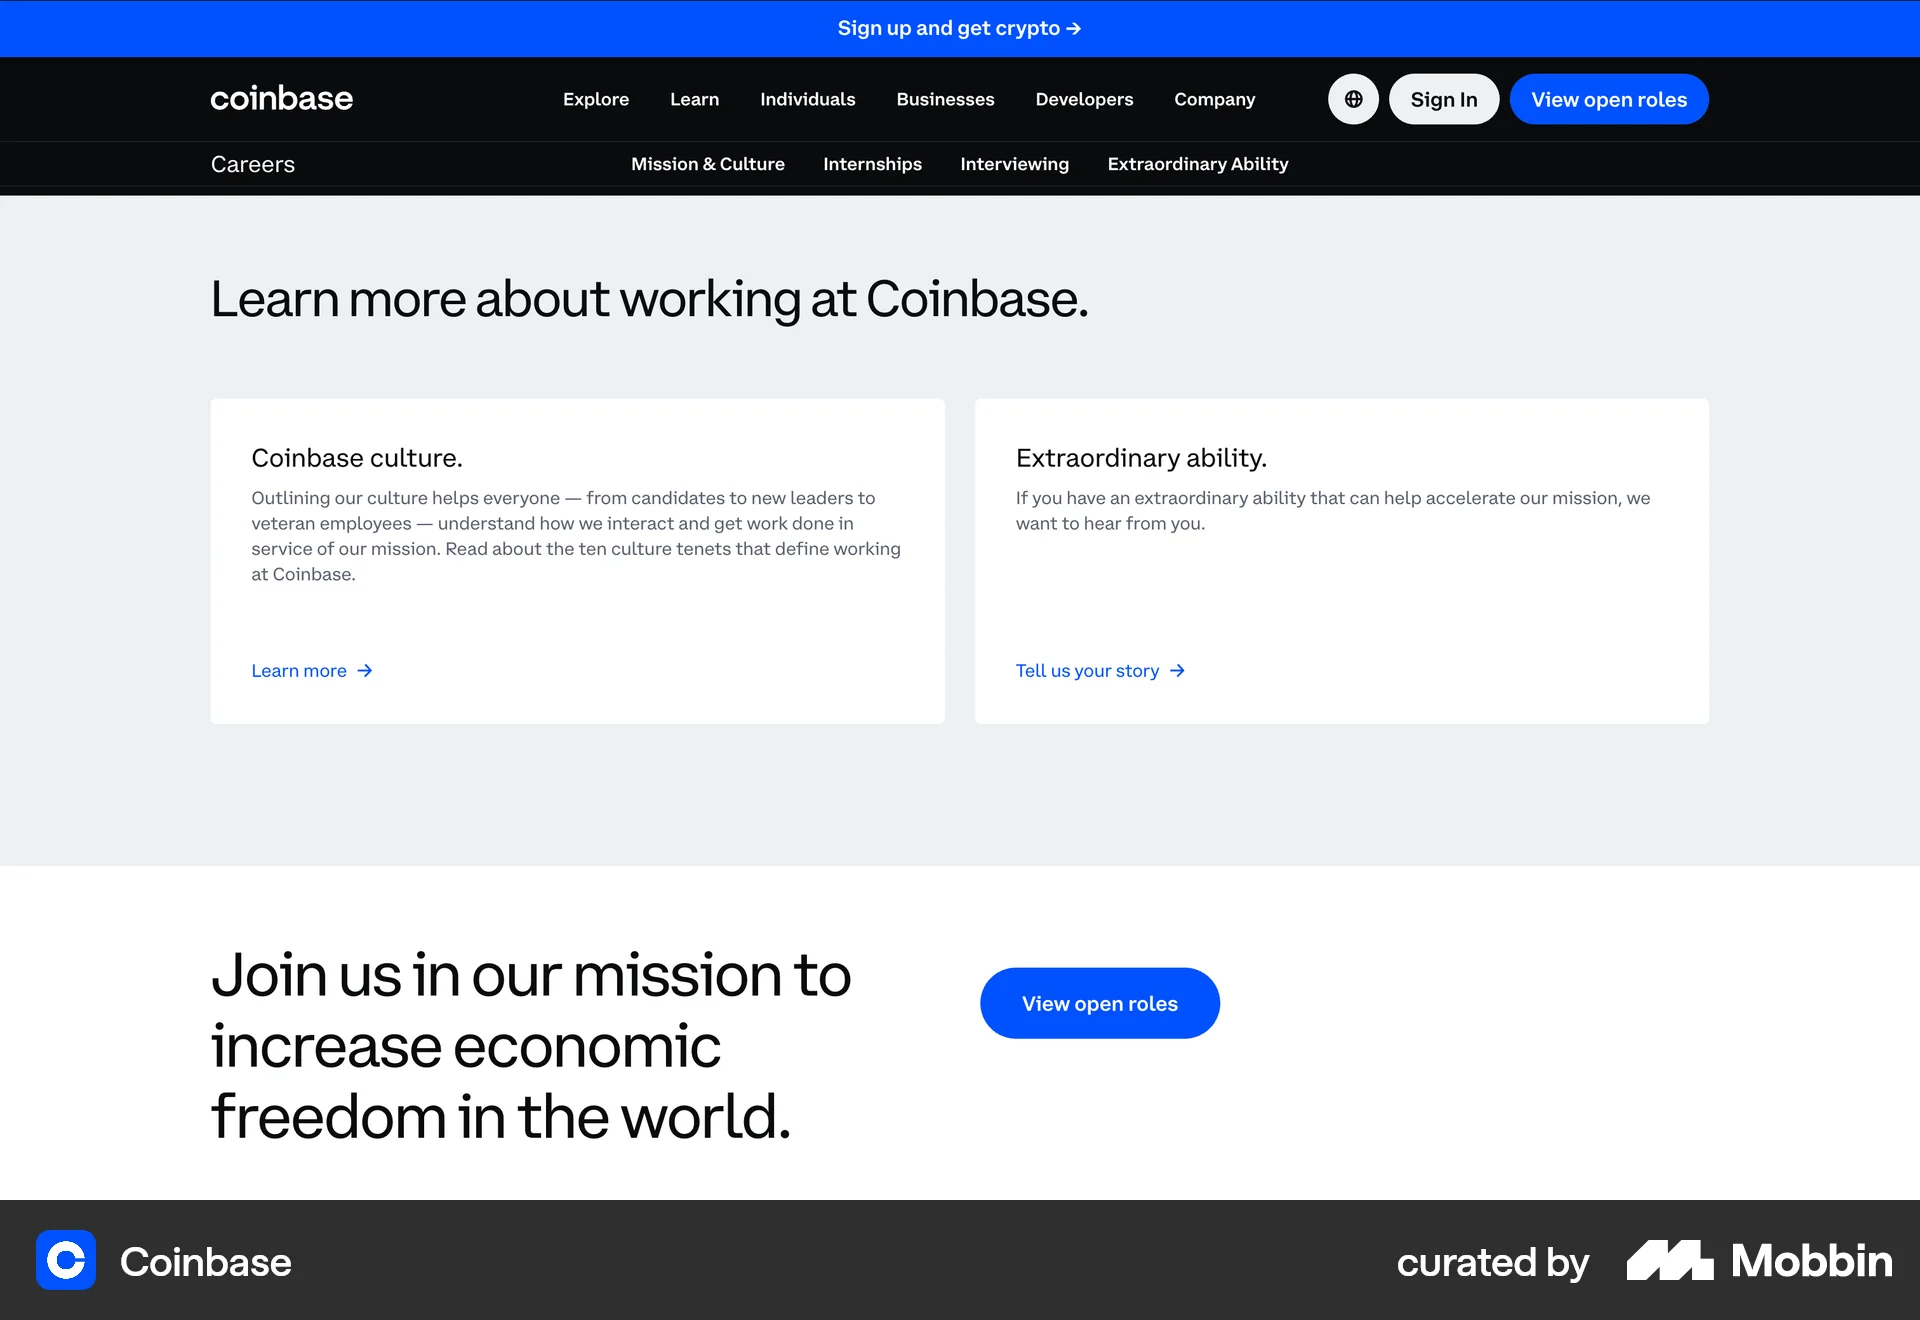 Sign up and get crypto →
coinbase
Explore Learn Individuals Businesses Developers Company
Sign In
View open roles
Careers
Mission & Culture Internships Interviewing Extraordinary Ability
Learn more about working at Coinbase.
Coinbase culture.
Outlining our culture helps everyone — from candidates to new leaders to
veteran employees — understand how we interact and get work done in
service of our mission. Read about the ten culture tenets that define working
at Coinbase.
Learn more →
Extraordinary ability.
If you have an extraordinary ability that can help accelerate our mission, we
want to hear from you.
Tell us your story →
Join us in our mission to
increase economic
freedom in the world.
View open roles
Coinbase
curated by Mobbin